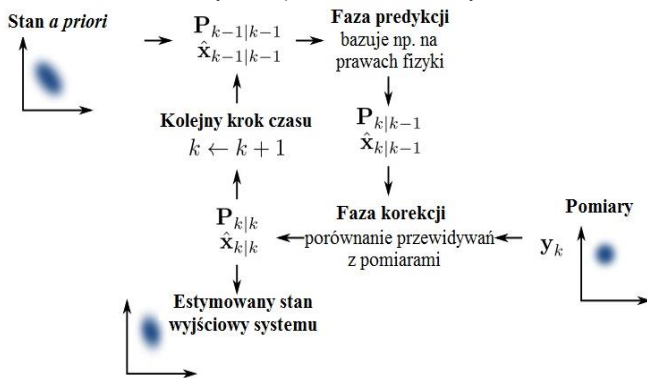 Stan a priori
P_{k-1|k-1}
x̂_{k-1|k-1}
Faza predykcji
bazuje np. na
prawach fizyki
Kolejny krok czasu
k ← k + 1
P_{k|k-1}
x̂_{k|k-1}
P_{k|k}
x̂_{k|k}
Faza korekcji
porównanie przewidywań
z pomiarami
Pomiary
y_k
Estymowany stan
wyjściowy systemu